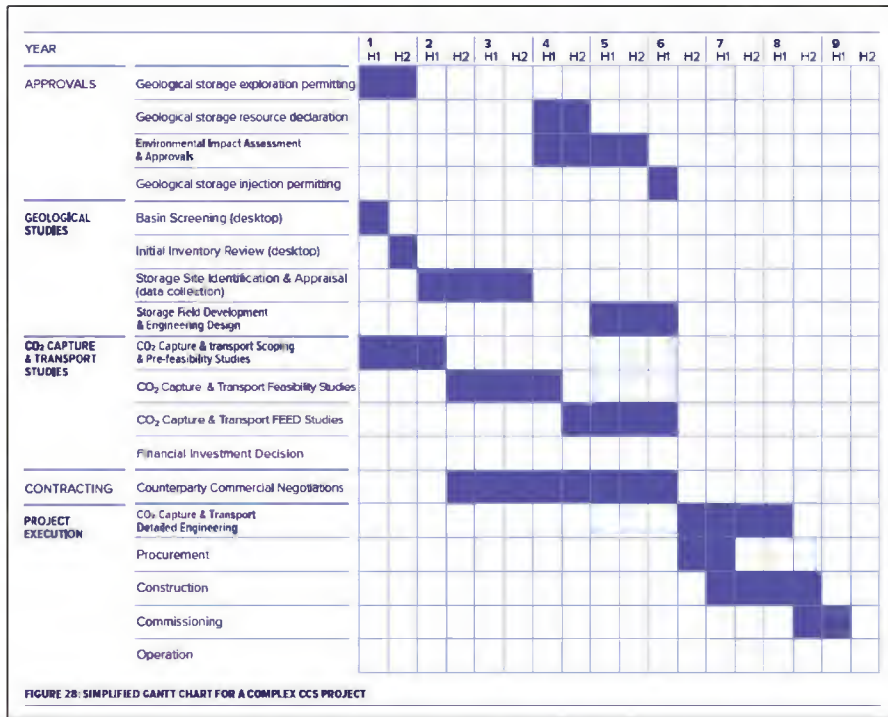 YEAR
1 2 3 4 5 6 7 8 9
H1 H2 H1 H2 H1 H2 H1 H2 H1 H2 H1 H2 H1 H2 H1 H2 H1 H2
APPROVALS
Geological storage exploration permitting
Geological storage resource declaration
Environmental Impact Assessment
& Approvals
Geological storage injection permitting
GEOLOGICAL
STUDIES
Basin Screening (desktop)
Initial Inventory Review (desktop)
Storage Site Identification & Appraisal
(data collection)
Storage Field Development
& Engineering Design
CO₂ CAPTURE
& TRANSPORT
STUDIES
CO₂ Capture & transport Scoping
& Pre-feasibility Studies
CO₂ Capture & Transport Feasibility Studies
CO₂ Capture & Transport FEED Studies
Financial Investment Decision
CONTRACTING
Counterparty Commercial Negotiations
PROJECT
EXECUTION
CO₂ Capture & Transport
Detailed Engineering
Procurement
Construction
Commissioning
Operation
FIGURE 28: SIMPLIFIED GANTT CHART FOR A COMPLEX CCS PROJECT